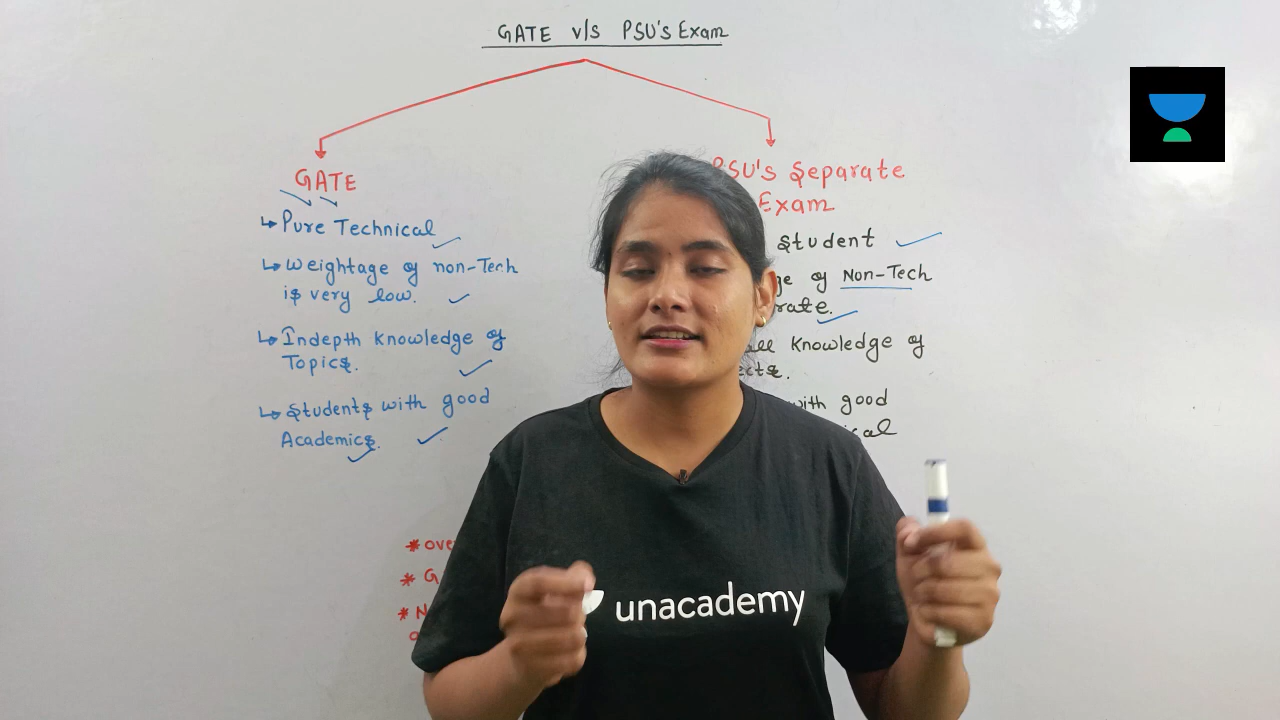 GATE v/s PSU's Exam
GATE
↳ Pure Technical
↳ Weightage of non-Tech
is very low.
↳ Indepth Knowledge of
Topics.
↳ Students with good
Academics.
PSU's Separate
Exam
Student
of Non-Tech
Knowledge of
with good
*
* G
* N
unacademy